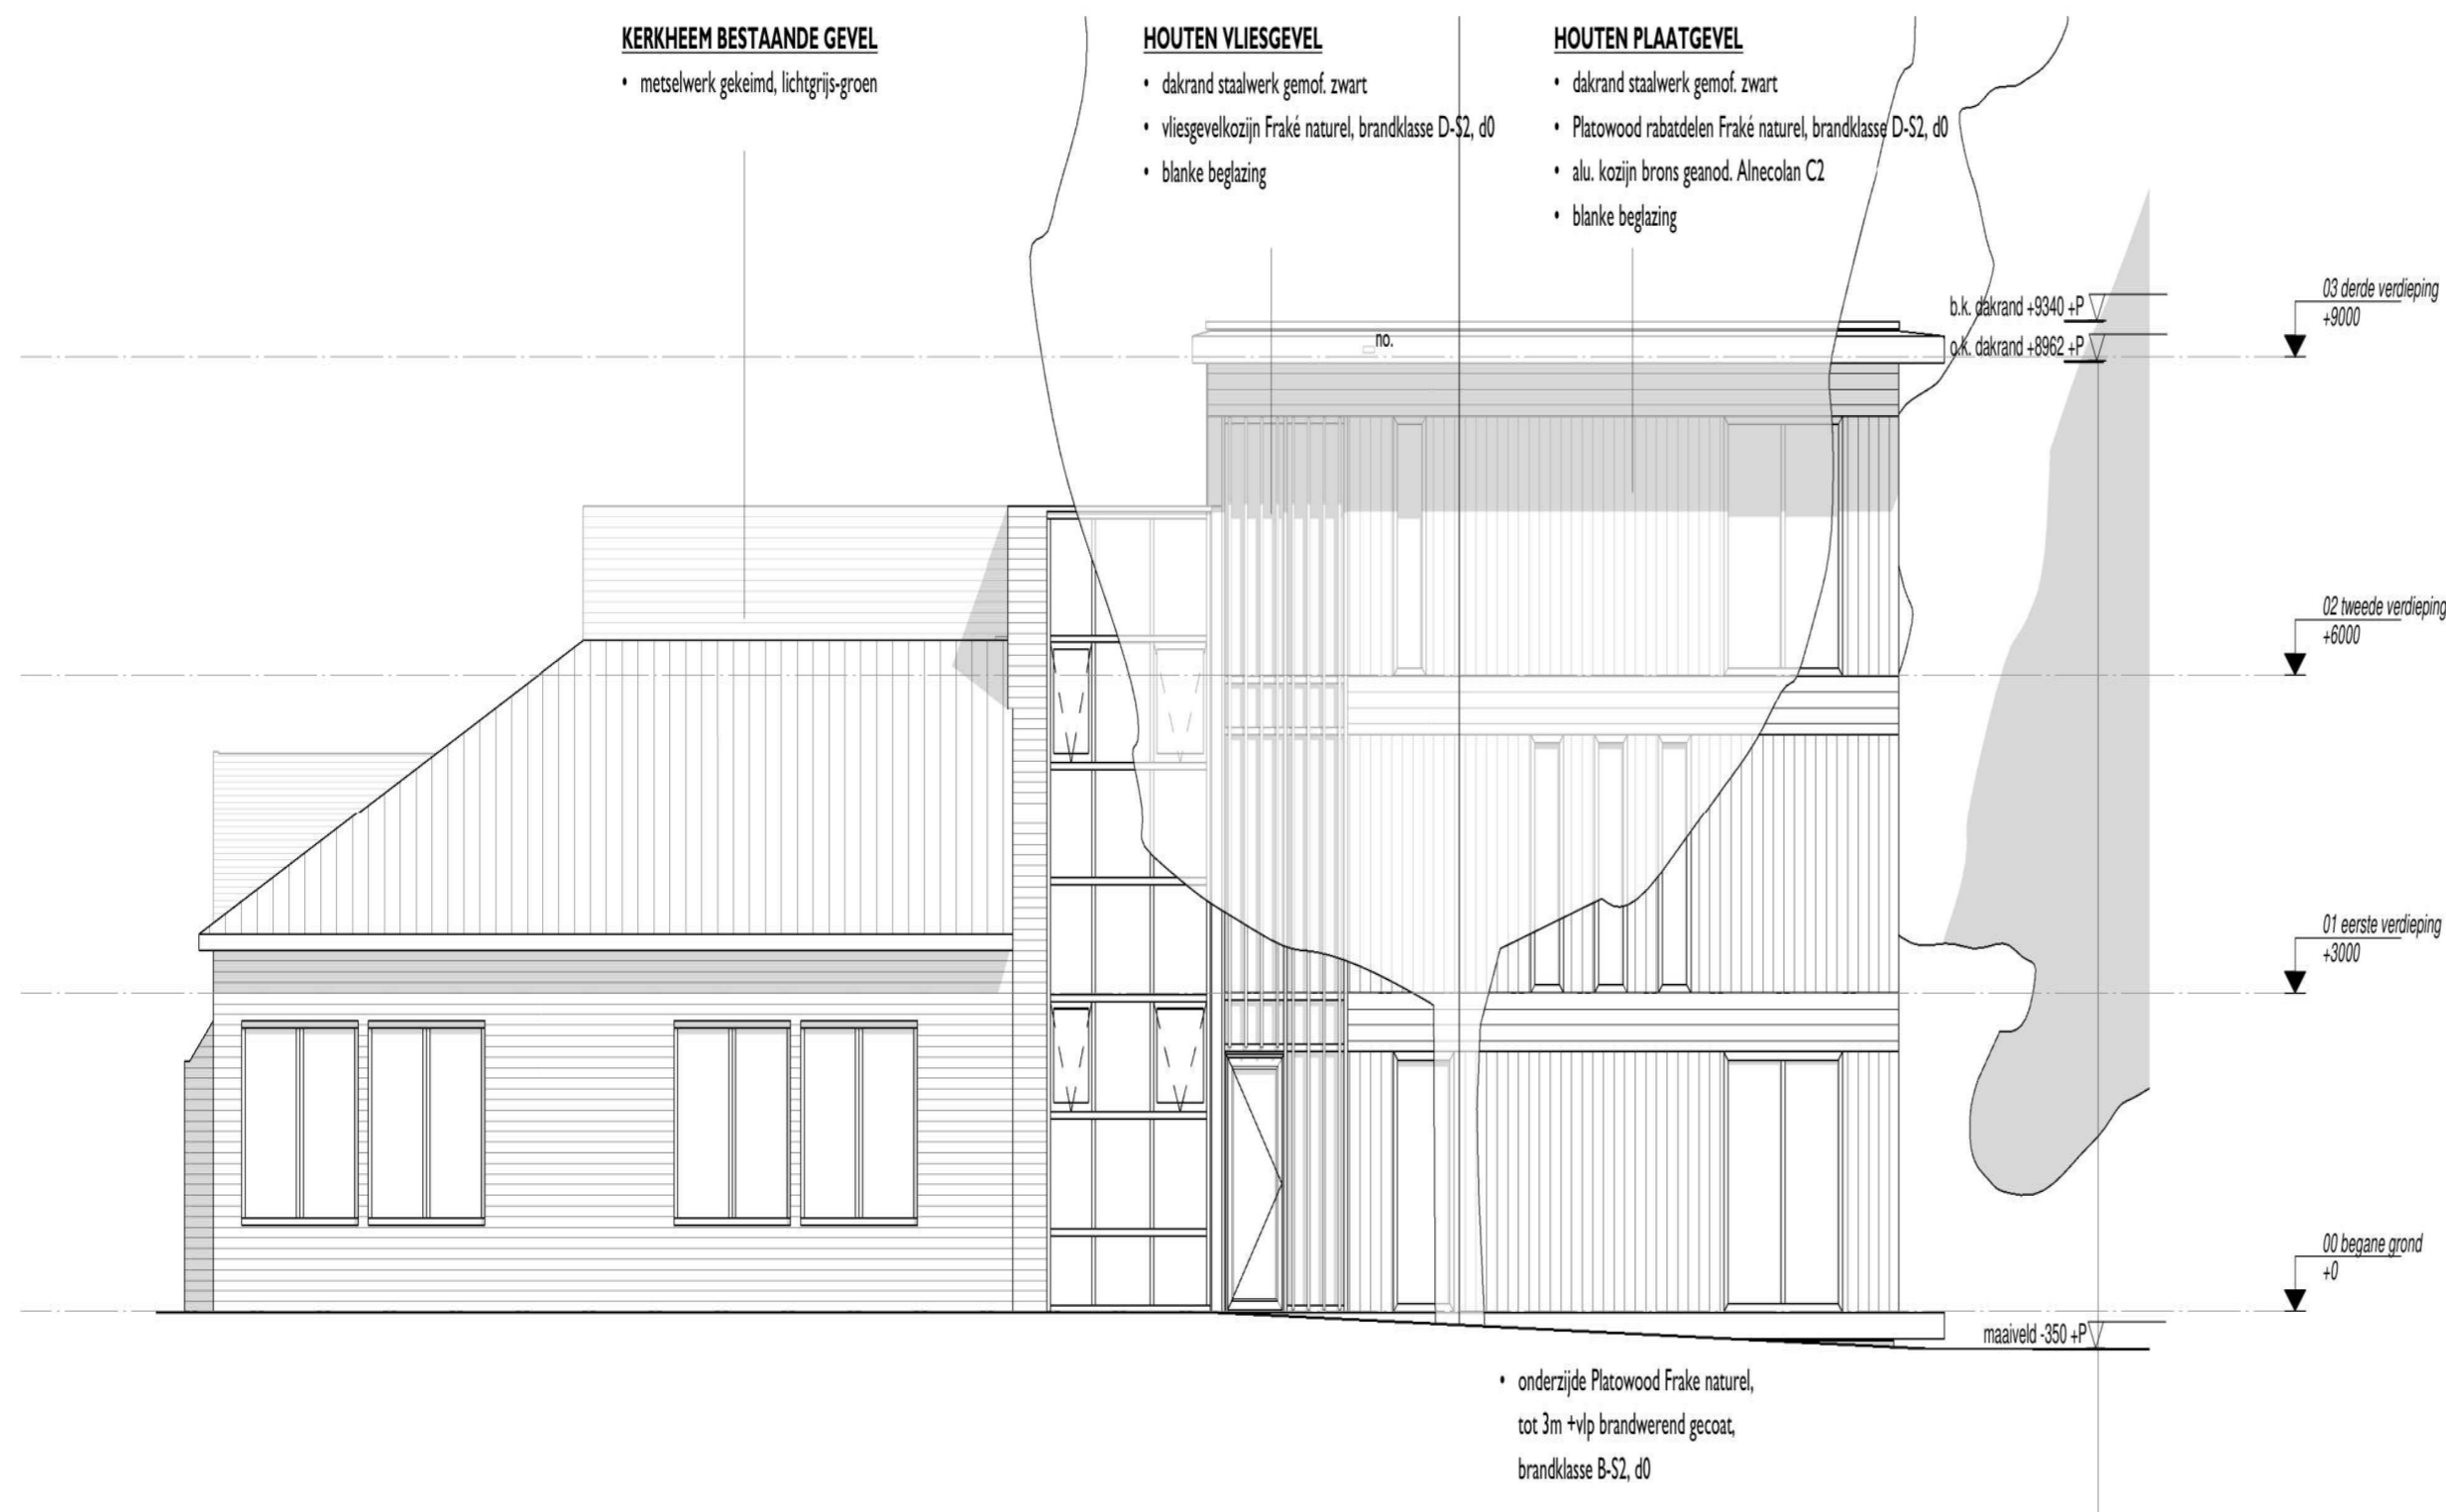 KERKHEEM BESTAANDE GEVEL
• metselwerk gekeimd, lichtgrijs-groen
HOUTEN VLIESGEVEL
• dakrand staalwerk gemof. zwart
• vliesgevelkozijn Fraké naturel, brandklasse D-S2, d0
• blanke beglazing
HOUTEN PLAATGEVEL
• dakrand staalwerk gemof. zwart
• Platowood rabatdelen Fraké naturel, brandklasse D-S2, d0
• alu. kozijn brons geanod. Alnecolan C2
• blanke beglazing
b.k. dakrand +9340 +P
o.k. dakrand +8962 +P
no.
03 derde verdieping
+9000
02 tweede verdieping
+6000
01 eerste verdieping
+3000
00 begane grond
+0
maaiveld -350 +P
• onderzijde Platowood Frake naturel,
tot 3m +vlp brandwerend gecoat,
brandklasse B-S2, d0